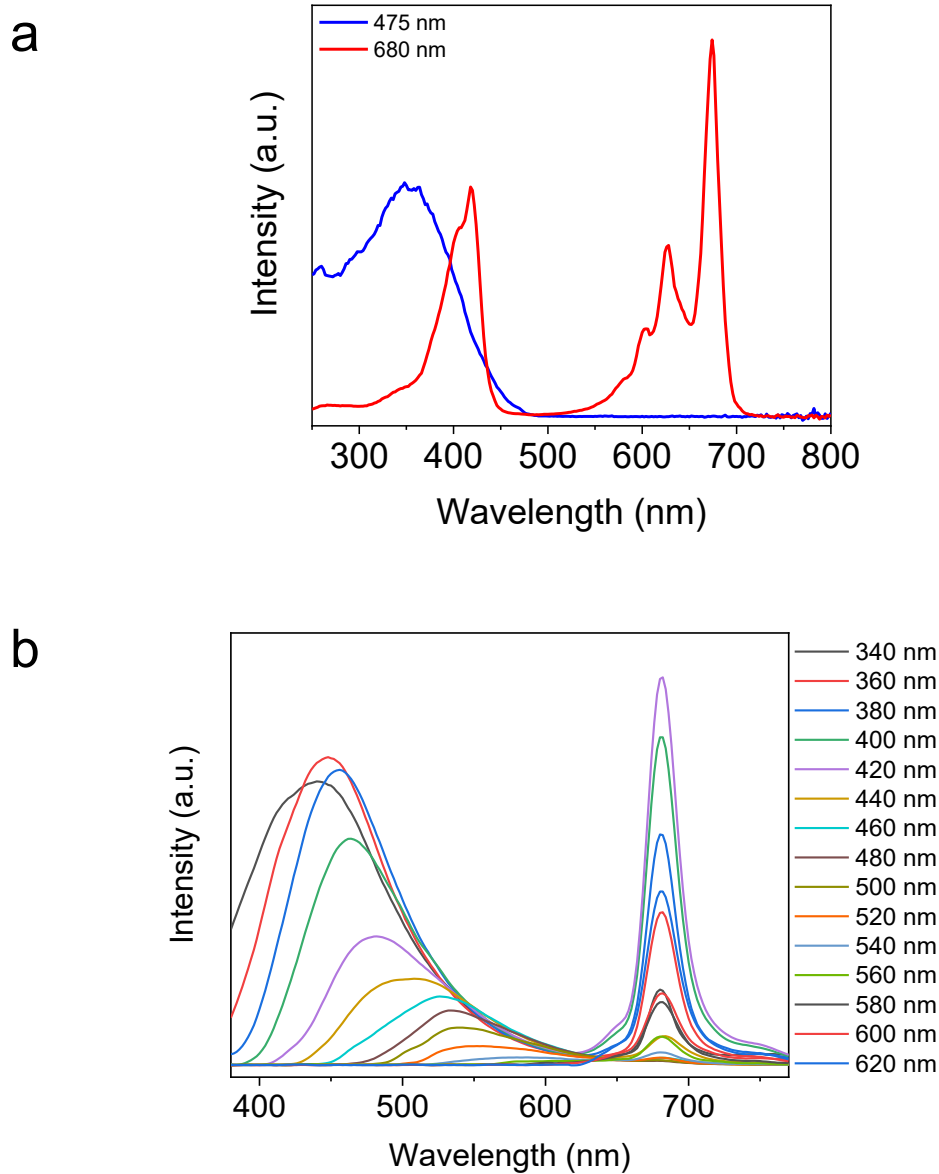 a
475 nm
680 nm
Intensity (a.u.)
300 400 500 600 700 800
Wavelength (nm)
b
340 nm
360 nm
380 nm
400 nm
420 nm
440 nm
460 nm
480 nm
500 nm
520 nm
540 nm
560 nm
580 nm
600 nm
620 nm
Intensity (a.u.)
400 500 600 700
Wavelength (nm)